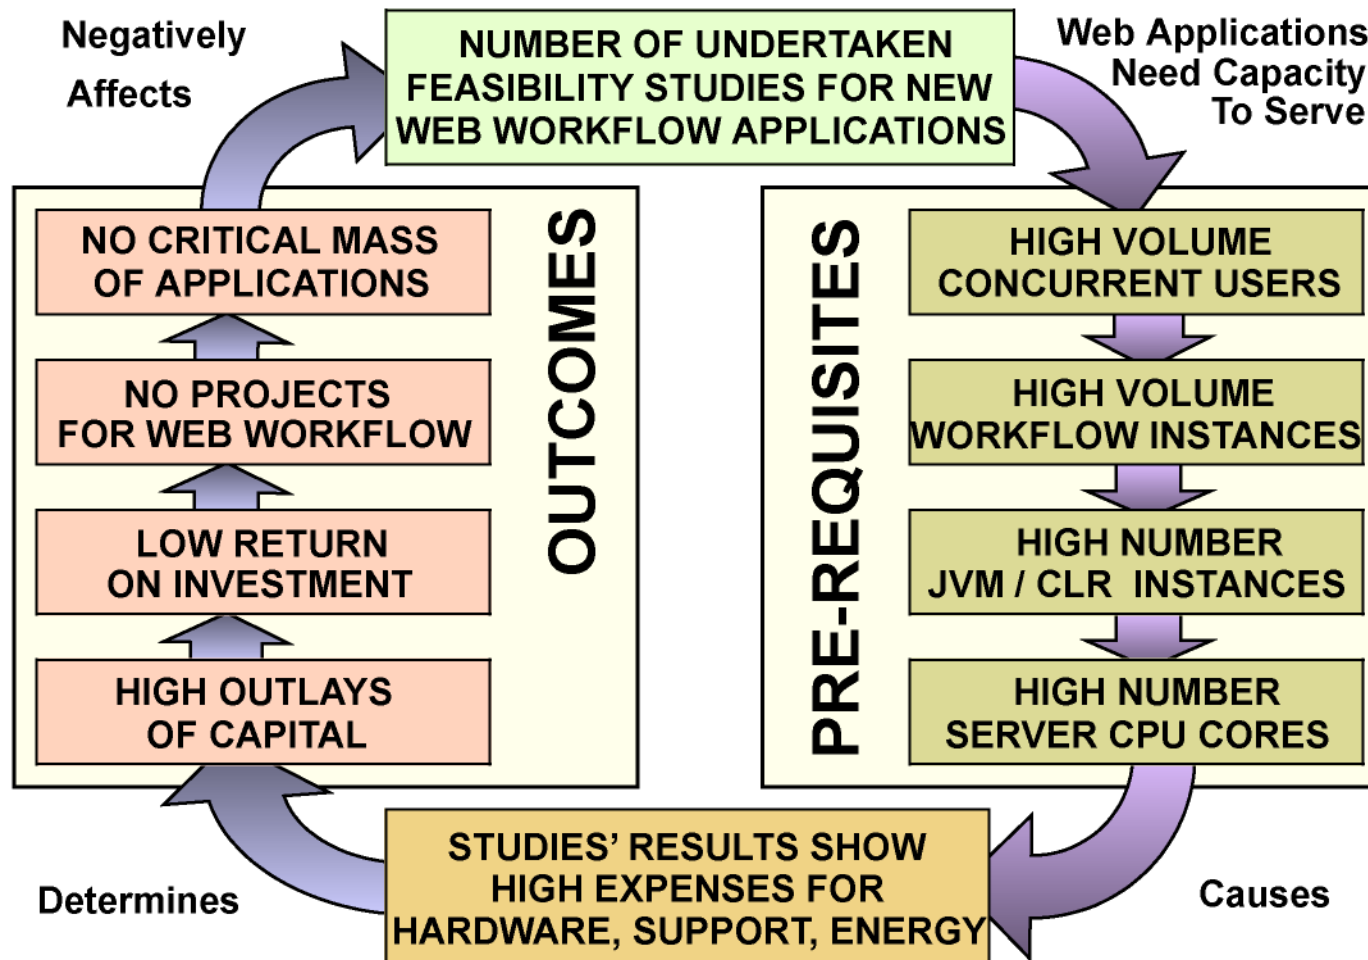 Negatively
Affects
NUMBER OF UNDERTAKEN
FEASIBILITY STUDIES FOR NEW
WEB WORKFLOW APPLICATIONS
Web Applications
Need Capacity
To Serve
NO CRITICAL MASS
OF APPLICATIONS
NO PROJECTS
FOR WEB WORKFLOW
LOW RETURN
ON INVESTMENT
HIGH OUTLAYS
OF CAPITAL
OUTCOMES
PRE-REQUISITES
HIGH VOLUME
CONCURRENT USERS
HIGH VOLUME
WORKFLOW INSTANCES
HIGH NUMBER
JVM / CLR INSTANCES
HIGH NUMBER
SERVER CPU CORES
Determines
STUDIES’ RESULTS SHOW
HIGH EXPENSES FOR
HARDWARE, SUPPORT, ENERGY
Causes